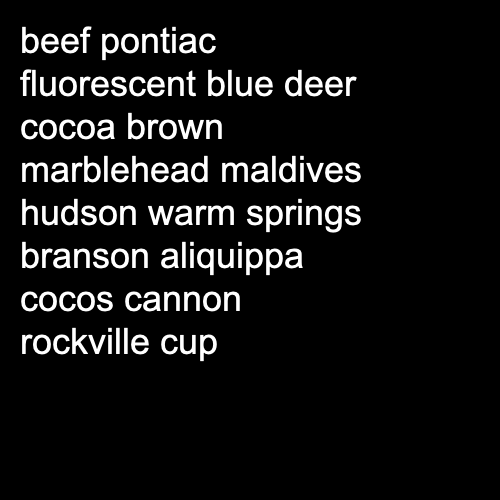 beef pontiac
fluorescent blue deer
cocoa brown
marblehead maldives
hudson warm springs
branson aliquippa
cocos cannon
rockville cup